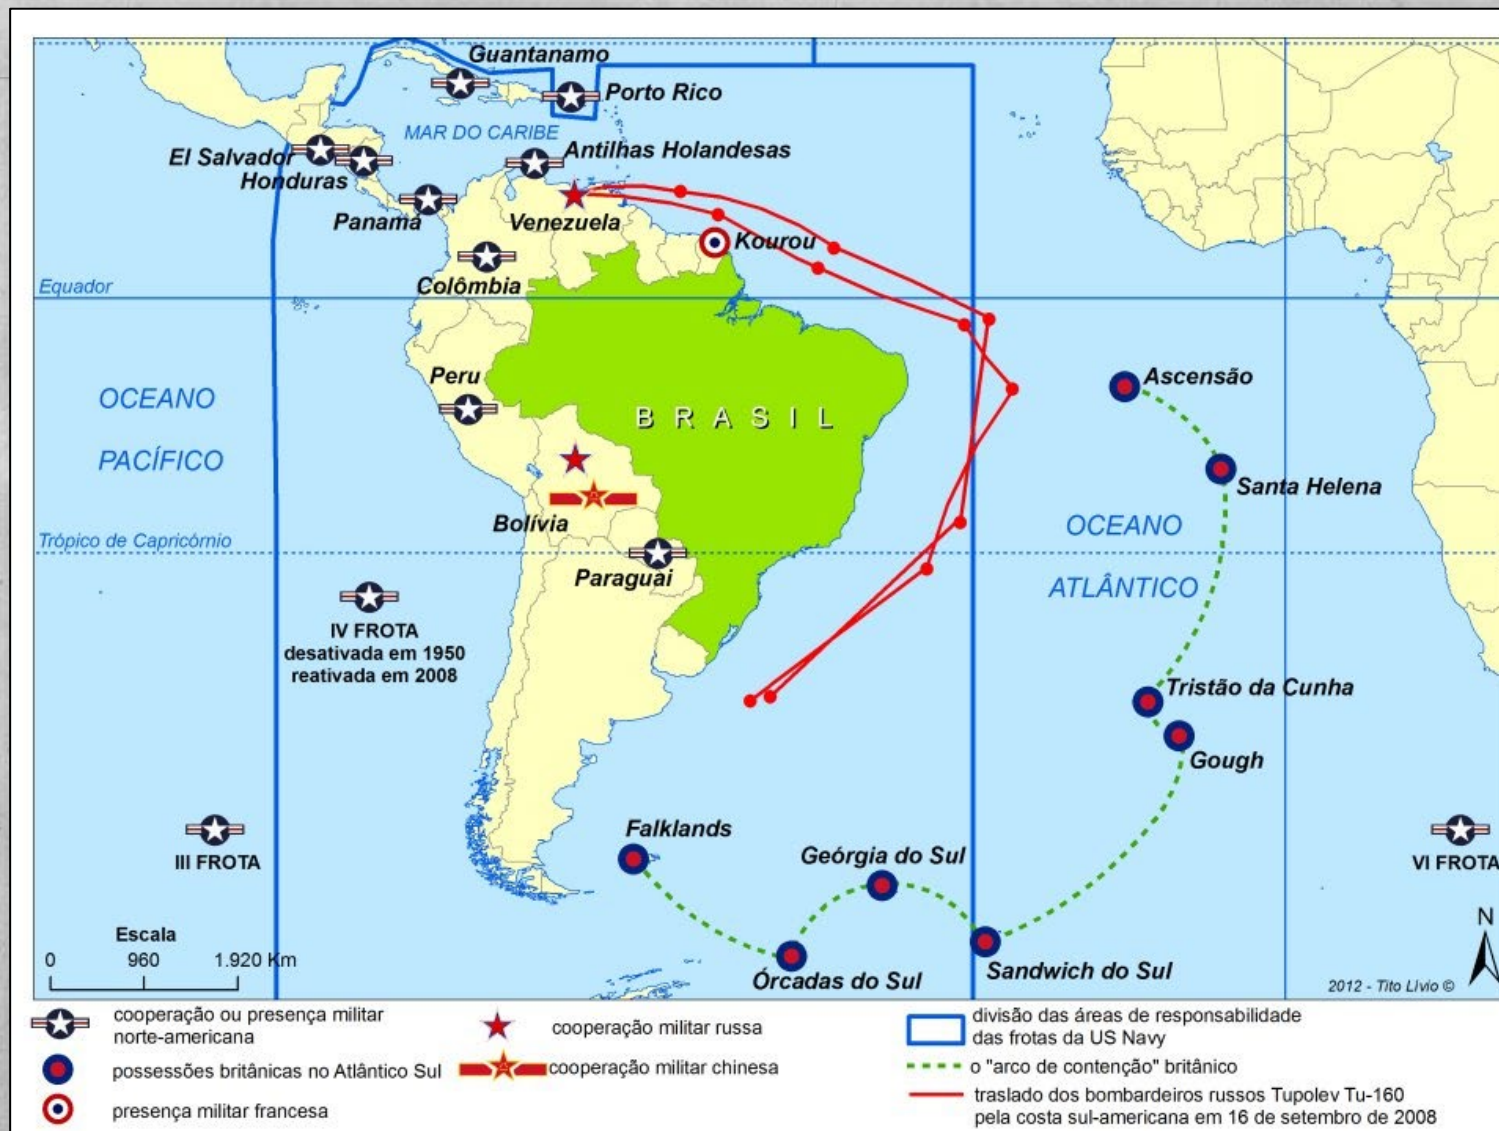 Guantanamo
Porto Rico
MAR DO CARIBE
Antilhas Holandesas
El Salvador
Honduras
Panamá
Venezuela
Kourou
Colômbia
Equador
Peru
BRASIL
OCEANO
PACÍFICO
Ascensão
Santa Helena
Bolívia
OCEANO
ATLÂNTICO
Trópico de Capricórnio
Paraguai
IV FROTA
desativada em 1950
reativada em 2008
Tristão da Cunha
Gough
III FROTA
Falklands
Geórgia do Sul
VI FROTA
Órcadas do Sul
Sandwich do Sul
Escala
0 960 1.920 Km
N
2012 - Tito Lívio ©
cooperação ou presença militar
norte-americana
possessões britânicas no Atlântico Sul
presença militar francesa
cooperação militar russa
cooperação militar chinesa
divisão das áreas de responsabilidade
das frotas da US Navy
o "arco de contenção" britânico
traslado dos bombardeiros russos Tupolev Tu-160
pela costa sul-americana em 16 de setembro de 2008